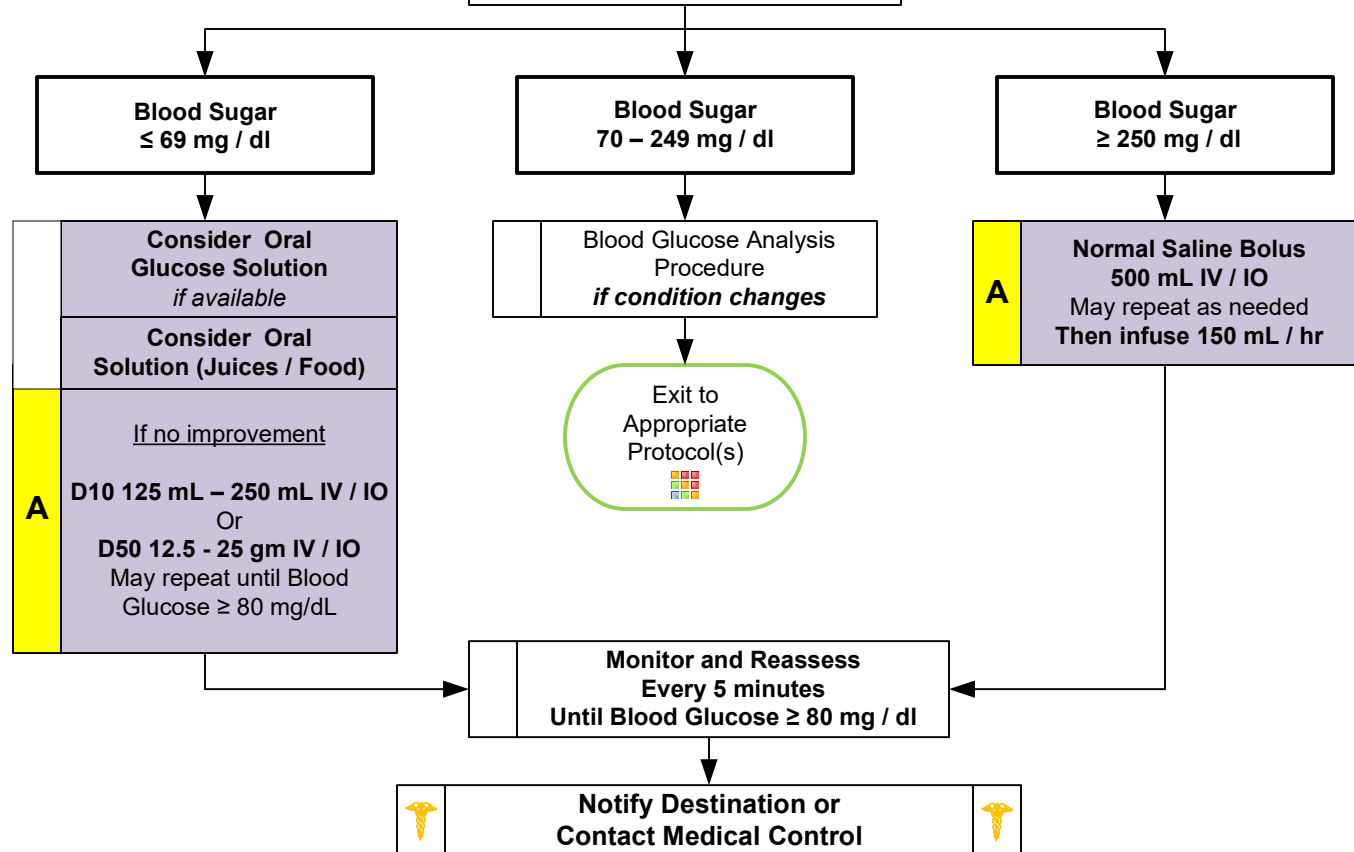 Blood Sugar
≤ 69 mg / dl
Blood Sugar
70 – 249 mg / dl
Blood Sugar
≥ 250 mg / dl
Consider Oral
Glucose Solution
if available
Consider Oral
Solution (Juices / Food)
A
If no improvement
D10 125 mL – 250 mL IV / IO
Or
D50 12.5 - 25 gm IV / IO
May repeat until Blood
Glucose ≥ 80 mg/dL
Blood Glucose Analysis
Procedure
if condition changes
Exit to
Appropriate
Protocol(s)
A
Normal Saline Bolus
500 mL IV / IO
May repeat as needed
Then infuse 150 mL / hr
Monitor and Reassess
Every 5 minutes
Until Blood Glucose ≥ 80 mg / dl
Notify Destination or
Contact Medical Control